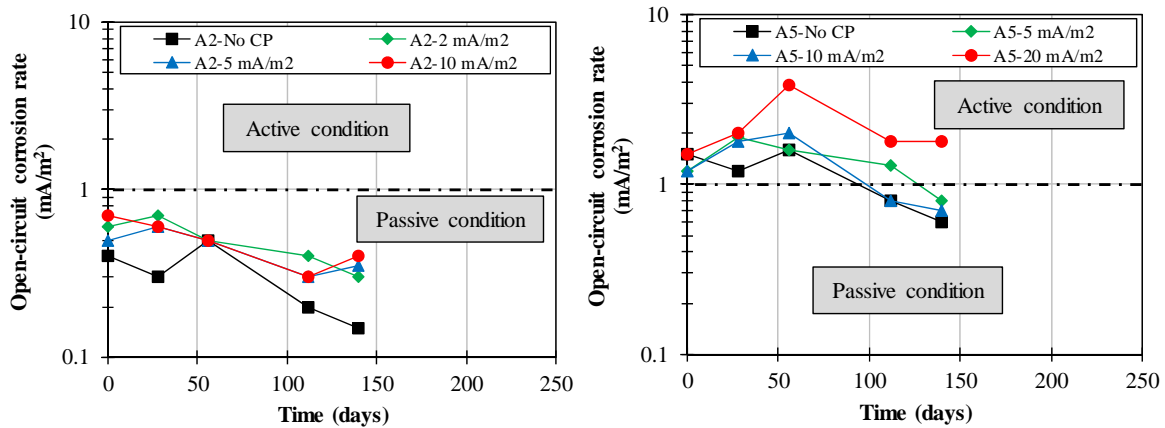 Open-circuit corrosion rate
(mA/m²)
10
1
0.1
A2-No CP
A2-2 mA/m2
A2-5 mA/m2
A2-10 mA/m2
Active condition
Passive condition
0
50
100
150
200
250
Time (days)
Open-circuit corrosion rate
(mA/m²)
10
1
0.1
A5-No CP
A5-5 mA/m2
A5-10 mA/m2
A5-20 mA/m2
Active condition
Passive condition
0
50
100
150
200
250
Time (days)